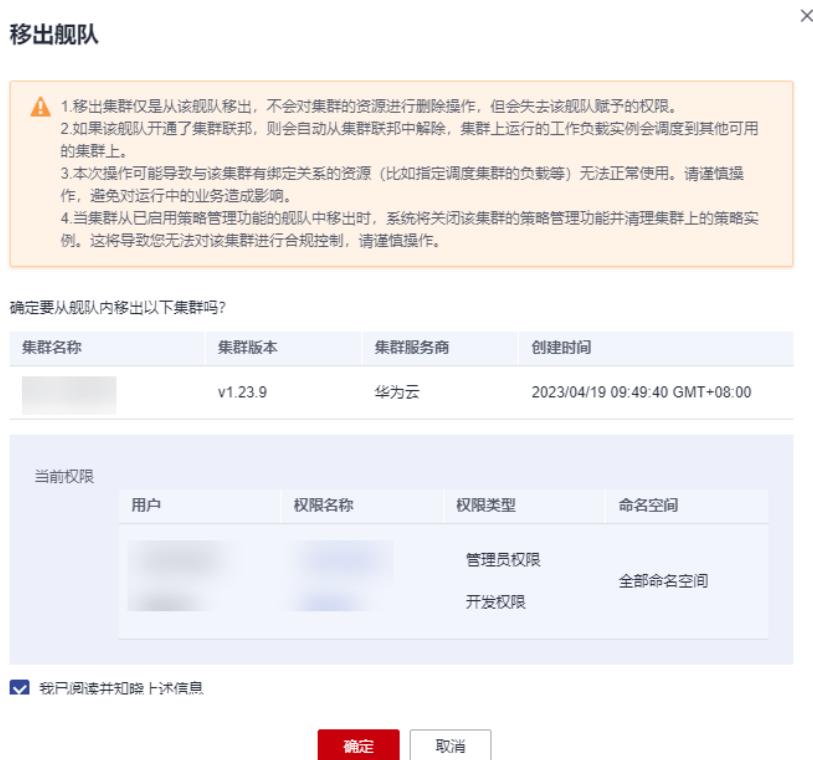 移出舰队
1.移出集群仅是从该舰队移出，不会对集群的资源进行删除操作，但会失去该舰队赋予的权限。
2.如果该舰队开通了集群联邦，则会自动从集群联邦中解除，集群上运行的工作负载实例会调度到其他可用
的集群上。
3.本次操作可能导致与该集群有绑定关系的资源（比如指定调度集群的负载等）无法正常使用。请谨慎操
作，避免对运行中的业务造成影响。
4.当集群从已启用策略管理功能的舰队中移出时，系统将关闭该集群的策略管理功能并清理集群上的策略实
例。这将导致您无法对该集群进行合规控制，请谨慎操作。
确定要从舰队内移出以下集群吗？
集群名称 集群版本 集群服务商 创建时间
v1.23.9 华为云 2023/04/19 09:49:40 GMT+08:00
当前权限
用户 权限名称 权限类型 命名空间
管理员权限
全部命名空间
开发权限
我已阅读并知晓上述信息
确定 取消